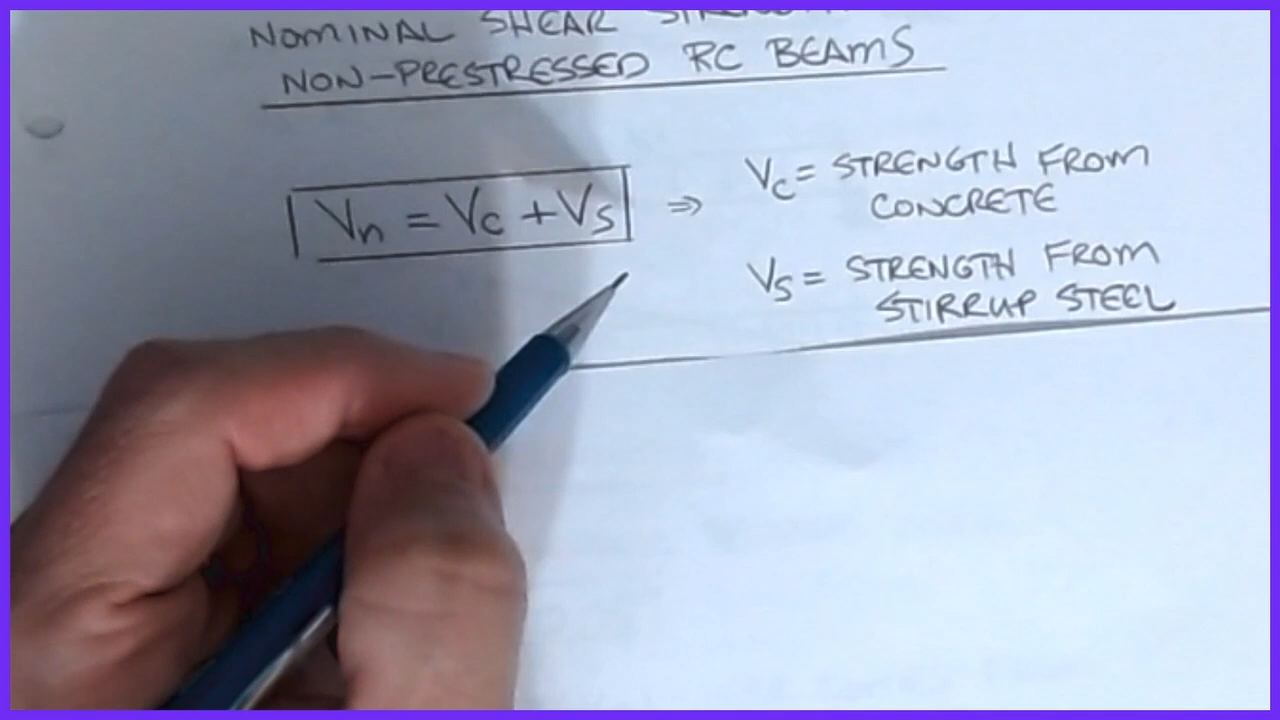 NOMINAL SHEAR
NON-PRESTRESSED RC BEAMS
Vn = Vc + Vs ⇒ Vc = STRENGTH FROM
CONCRETE
Vs = STRENGTH FROM
STIRRUP STEEL